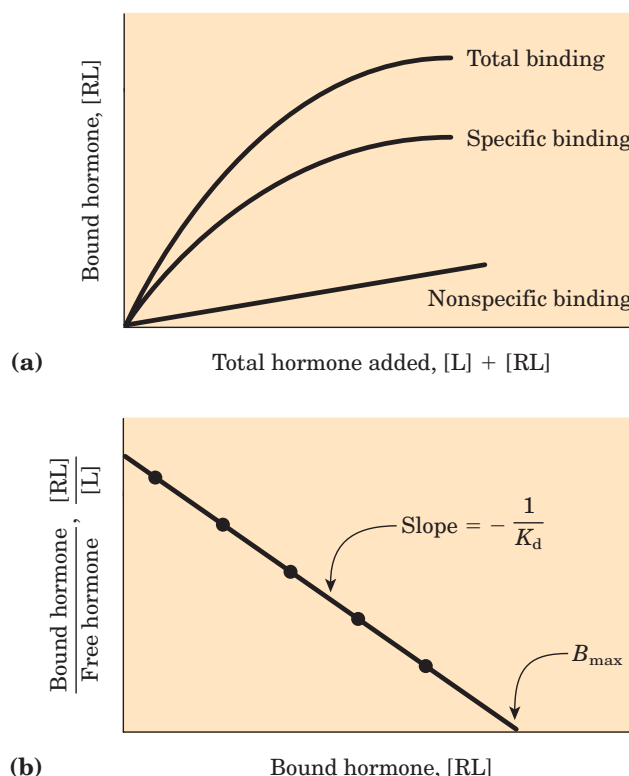 Bound hormone, [RL]
Total binding
Specific binding
Nonspecific binding
(a)
Total hormone added, [L] + [RL]
Bound hormone
Free hormone
, [RL]
[L]
Slope = − 1
Kd
Bmax
(b)
Bound hormone, [RL]